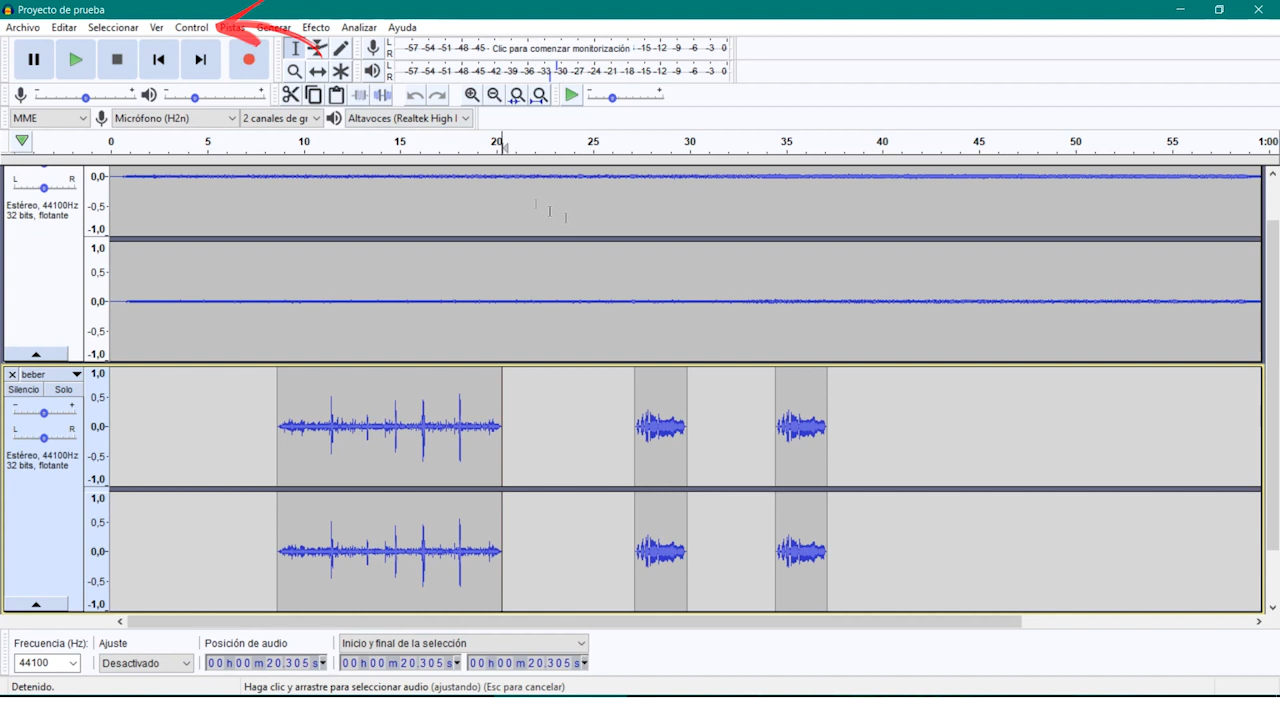 Proyecto de prueba
Archivo Editar Seleccionar Ver Control Pistas Generar Efecto Analizar Ayuda
L R -57 -54 -51 -48 -45- Clic para comenzar monitorización -15 -12 -9 -6 -3 0
L R -57 -54 -51 -48 -45 -42 -39 -36 -33 -30 -27 -24 -21 -18 -15 -12 -9 -6 -3 0
- + - + - +
MME Micrófono (H2n) 2 canales de Altavoces (Realtek High
0 5 10 15 20 25 30 35 40 45 50 55 1:00
L R 0,0-
Estéreo, 44100Hz -0,5-
32 bits, flotante
-1,0
1,0
0,5-
0,0-
-0,5-
-1,0
beber 1,0
Silencio Solo
- + 0,5-
L R 0,0-
Estéreo, 44100Hz -0,5-
32 bits, flotante
-1,0
1,0
0,5-
0,0-
-0,5-
-1,0
Frecuencia (Hz): Ajuste Posición de audio Inicio y final de la selección
44100 Desactivado 00 h 00 m 20.305 s 00 h 00 m 20.305 s 00 h 00 m 20.305 s
Detenido. Haga clic y arrastre para seleccionar audio (ajustando) (Esc para cancelar)